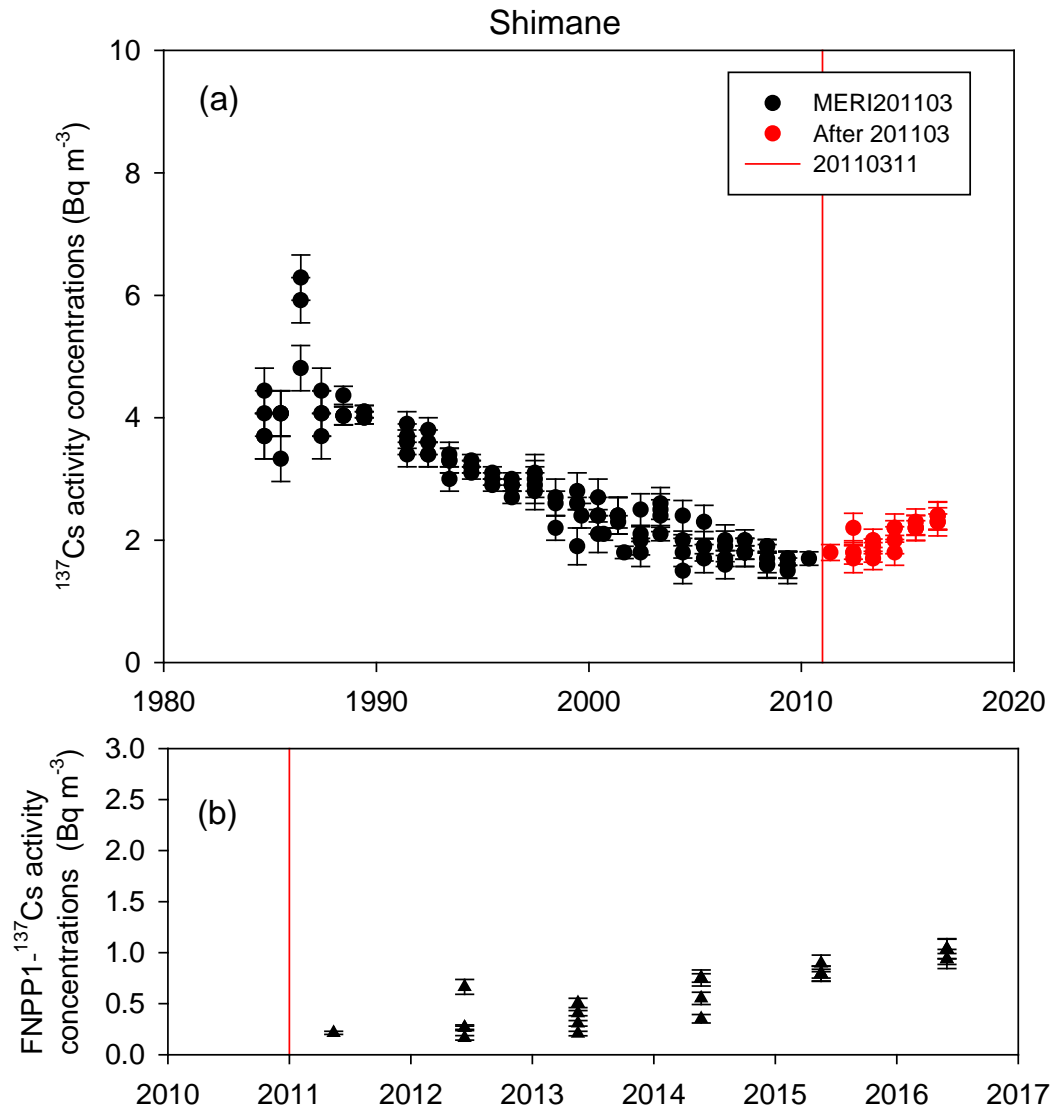 Shimane
(a)
MERI201103
After 201103
20110311
¹³⁷Cs activity concentrations (Bq m⁻³)
10
8
6
4
2
0
1980 1990 2000 2010 2020
(b)
FNPP1-¹³⁷Cs activity
concentrations (Bq m⁻³)
3.0
2.5
2.0
1.5
1.0
0.5
0.0
2010 2011 2012 2013 2014 2015 2016 2017